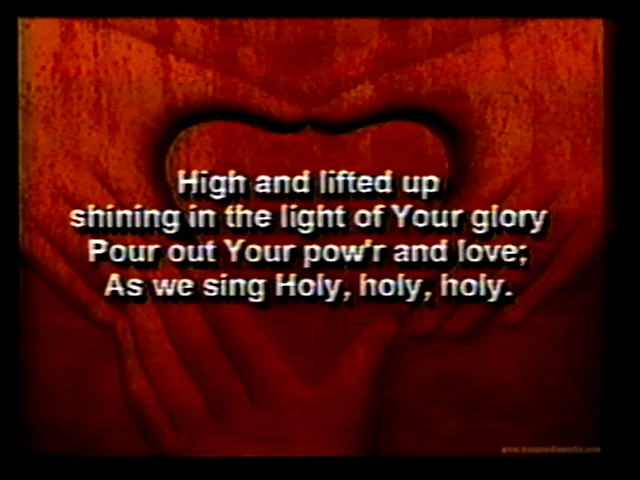 High and lifted up
shining in the light of Your glory
Pour out Your pow'r and love;
As we sing Holy, holy, holy.